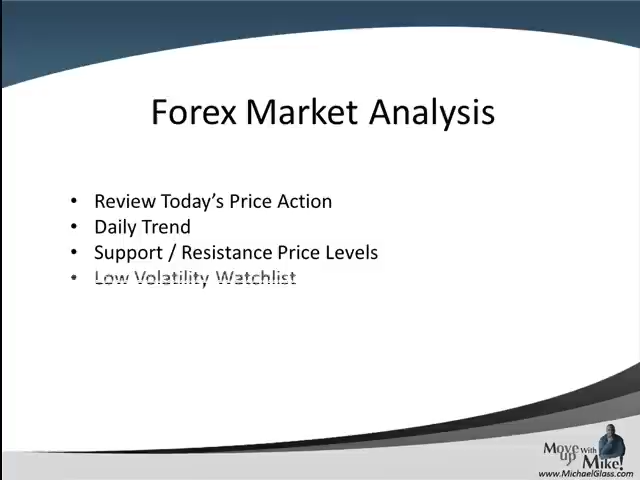 Forex Market Analysis
• Review Today's Price Action
• Daily Trend
• Support / Resistance Price Levels
• Low Volatility Watchlist
Move up With Mike!
www.MichaelGlass.com